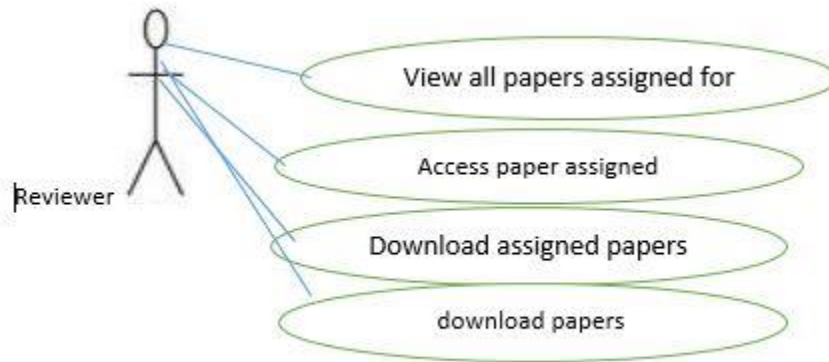 View all papers assigned for
Access paper assigned
Reviewer
Download assigned papers
download papers